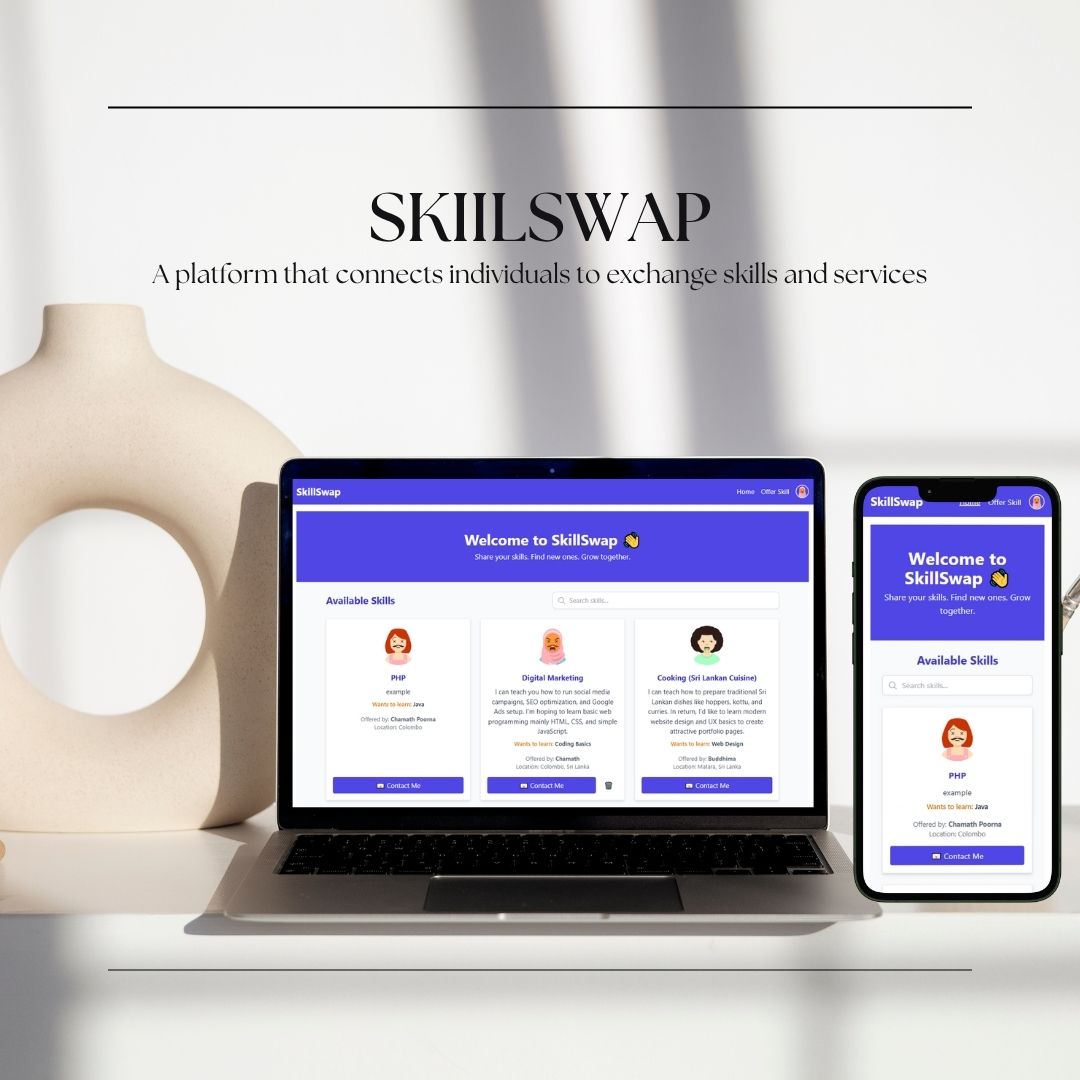 SKIILSWAP
A platform that connects individuals to exchange skills and services
SkillSwap
Home Offer Skill
Welcome to SkillSwap 👋
Share your skills. Find new ones. Grow together.
Available Skills
Search skills...
PHP
example
Wants to learn: Java
Offered by: Chamath Poorna
Location: Colombo
Contact Me
Digital Marketing
I can teach you how to run social media
campaigns, SEO optimization, and Google
Ads setup. I'm hoping to learn basic web
programming mainly HTML, CSS, and simple
JavaScript.
Wants to learn: Coding Basics
Offered by: Chamath
Location: Colombo, Sri Lanka
Contact Me
Cooking (Sri Lankan Cuisine)
I can teach how to prepare traditional Sri
Lankan dishes like hoppers, kottu, and
curries. In return, I'd like to learn modern
website design and UX basics to create
attractive portfolio pages.
Wants to learn: Web Design
Offered by: Buddhima
Location: Matara, Sri Lanka
Contact Me
SkillSwap
Home Offer Skill
Welcome to
SkillSwap 👋
Share your skills. Find new ones. Grow
together.
Available Skills
Search skills...
PHP
example
Wants to learn: Java
Offered by: Chamath Poorna
Location: Colombo
Contact Me